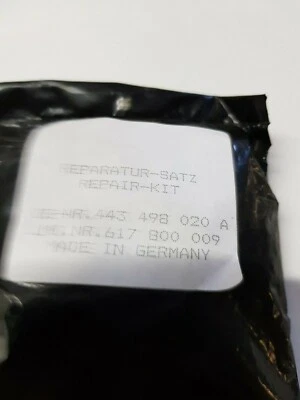 REPARATUR-SATZ
REPAIR-KIT
NR.443 498 020 A
NR.617 800 009
MADE IN GERMANY